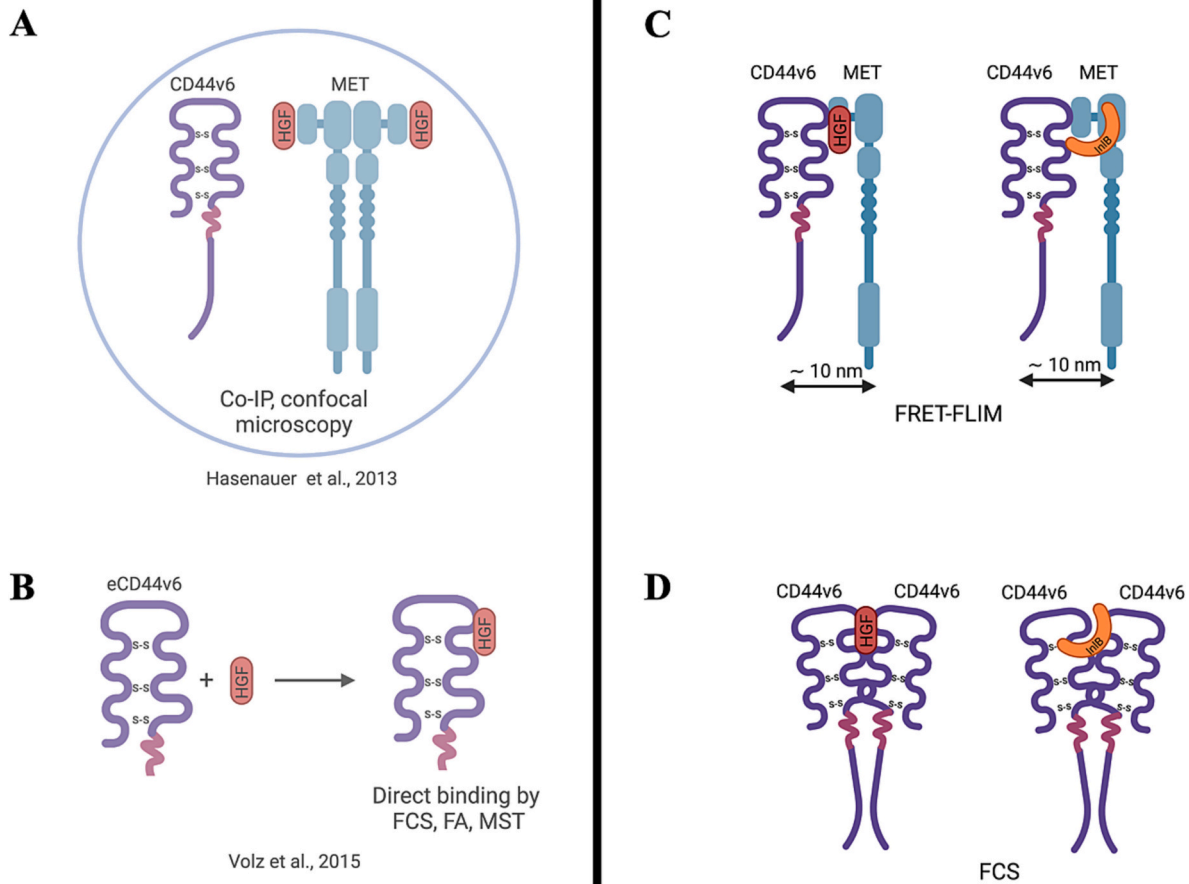 A
CD44v6
MET
HGF
HGF
S-S
S-S
S-S
Co-IP, confocal
microscopy
Hasenauer et al., 2013
B
eCD44v6
S-S
S-S
S-S
+
HGF
S-S
S-S
S-S
HGF
Direct binding by
FCS, FA, MST
Volz et al., 2015
C
CD44v6
MET
HGF
S-S
S-S
S-S
~ 10 nm
CD44v6
MET
InlB
S-S
S-S
S-S
~ 10 nm
FRET-FLIM
D
CD44v6
CD44v6
HGF
S-S
S-S
S-S
S-S
S-S
S-S
CD44v6
CD44v6
InlB
S-
S-S
S-S
S-S
S-S
S-S
FCS